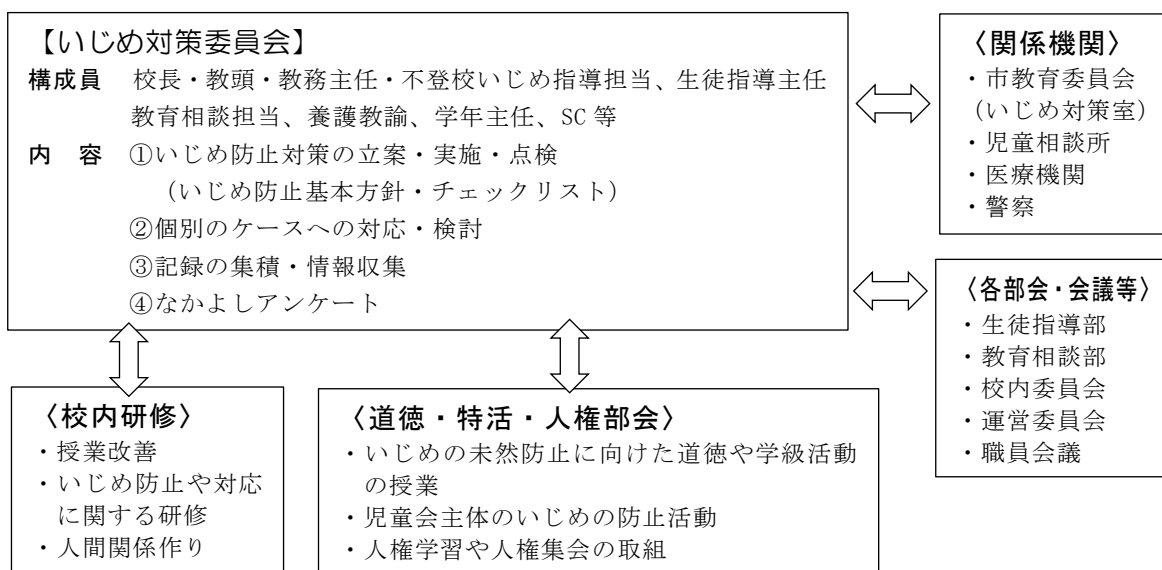 【いじめ対策委員会】
構成員 校長・教頭・教務主任・不登校いじめ指導担当、生徒指導主任
教育相談担当、養護教諭、学年主任、SC 等
内 容 ①いじめ防止対策の立案・実施・点検
（いじめ防止基本方針・チェックリスト）
②個別のケースへの対応・検討
③記録の集積・情報収集
④なかよしアンケート
〈関係機関〉
・市教育委員会
（いじめ対策室）
・児童相談所
・医療機関
・警察
〈各部会・会議等〉
・生徒指導部
・教育相談部
・校内委員会
・運営委員会
・職員会議
〈校内研修〉
・授業改善
・いじめ防止や対応
に関する研修
・人間関係作り
〈道徳・特活・人権部会〉
・いじめの未然防止に向けた道徳や学級活動
の授業
・児童会主体のいじめの防止活動
・人権学習や人権集会の取組